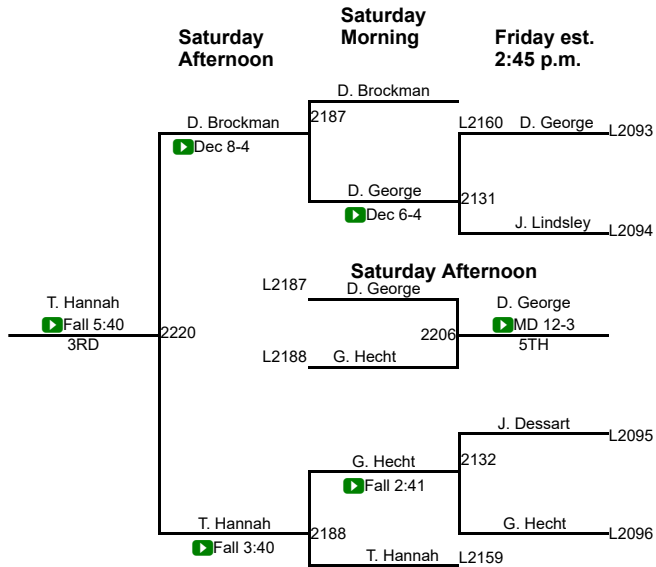 Saturday
Afternoon
Saturday
Morning
Friday est.
2:45 p.m.
D. Brockman
D. Brockman
2187
L2160
D. George
L2093
Dec 8-4
D. George
2131
Dec 6-4
J. Lindsley
L2094
Saturday Afternoon
L2187
D. George
T. Hannah
D. George
Fall 5:40
2220
2206
MD 12-3
3RD
5TH
L2188
G. Hecht
J. Dessart
L2095
G. Hecht
2132
Fall 2:41
T. Hannah
2188
G. Hecht
L2096
Fall 3:40
T. Hannah
L2159